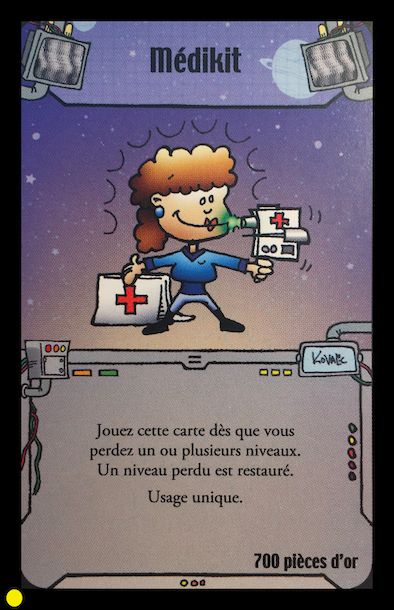 Médikit
KOVALIC
Jouez cette carte dès que vous
perdez un ou plusieurs niveaux.
Un niveau perdu est restauré.
Usage unique.
700 pièces d'or